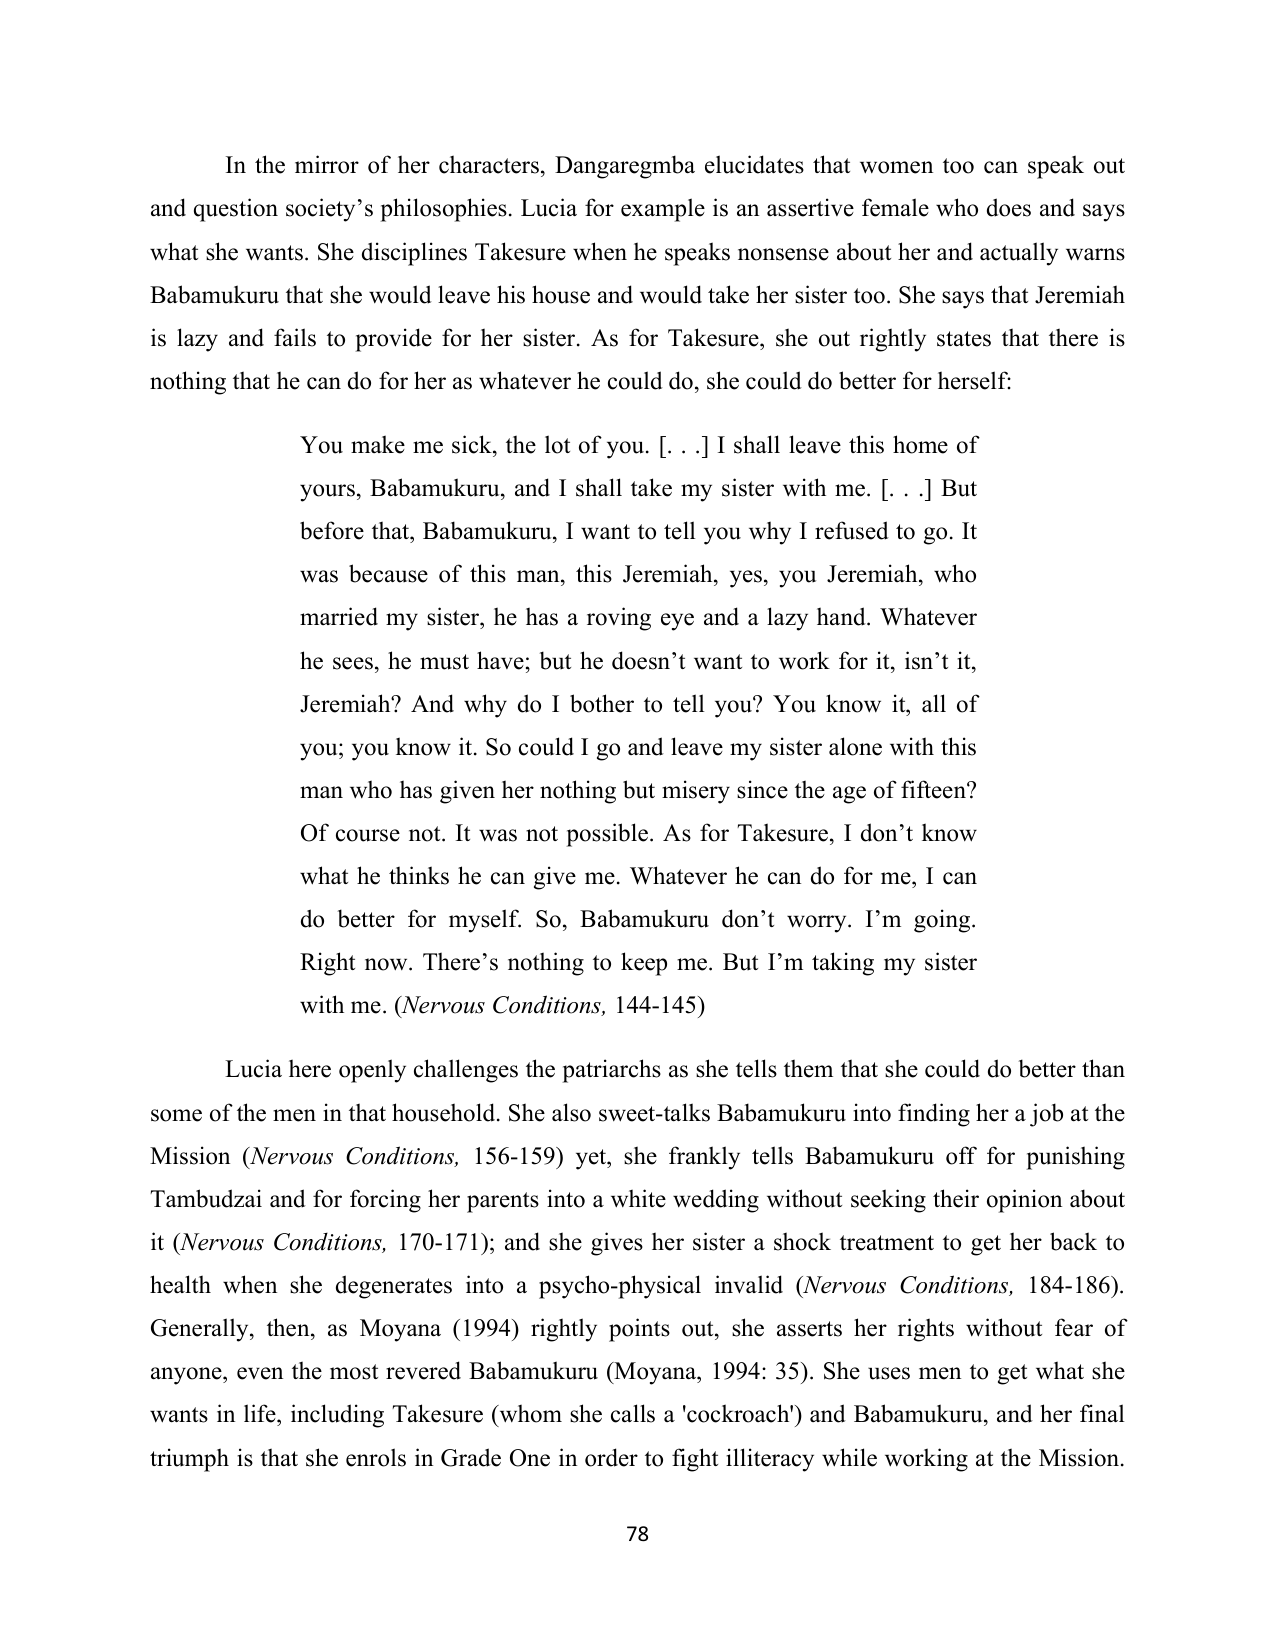 In the mirror of her characters, Dangaregmba elucidates that women too can speak out
and question society’s philosophies. Lucia for example is an assertive female who does and says
what she wants. She disciplines Takesure when he speaks nonsense about her and actually warns
Babamukuru that she would leave his house and would take her sister too. She says that Jeremiah
is lazy and fails to provide for her sister. As for Takesure, she out rightly states that there is
nothing that he can do for her as whatever he could do, she could do better for herself:
You make me sick, the lot of you. [. . .] I shall leave this home of
yours, Babamukuru, and I shall take my sister with me. [. . .] But
before that, Babamukuru, I want to tell you why I refused to go. It
was because of this man, this Jeremiah, yes, you Jeremiah, who
married my sister, he has a roving eye and a lazy hand. Whatever
he sees, he must have; but he doesn’t want to work for it, isn’t it,
Jeremiah? And why do I bother to tell you? You know it, all of
you; you know it. So could I go and leave my sister alone with this
man who has given her nothing but misery since the age of fifteen?
Of course not. It was not possible. As for Takesure, I don’t know
what he thinks he can give me. Whatever he can do for me, I can
do better for myself. So, Babamukuru don’t worry. I’m going.
Right now. There’s nothing to keep me. But I’m taking my sister
with me. (Nervous Conditions, 144-145)
Lucia here openly challenges the patriarchs as she tells them that she could do better than
some of the men in that household. She also sweet-talks Babamukuru into finding her a job at the
Mission (Nervous Conditions, 156-159) yet, she frankly tells Babamukuru off for punishing
Tambudzai and for forcing her parents into a white wedding without seeking their opinion about
it (Nervous Conditions, 170-171); and she gives her sister a shock treatment to get her back to
health when she degenerates into a psycho-physical invalid (Nervous Conditions, 184-186).
Generally, then, as Moyana (1994) rightly points out, she asserts her rights without fear of
anyone, even the most revered Babamukuru (Moyana, 1994: 35). She uses men to get what she
wants in life, including Takesure (whom she calls a 'cockroach') and Babamukuru, and her final
triumph is that she enrols in Grade One in order to fight illiteracy while working at the Mission.
78